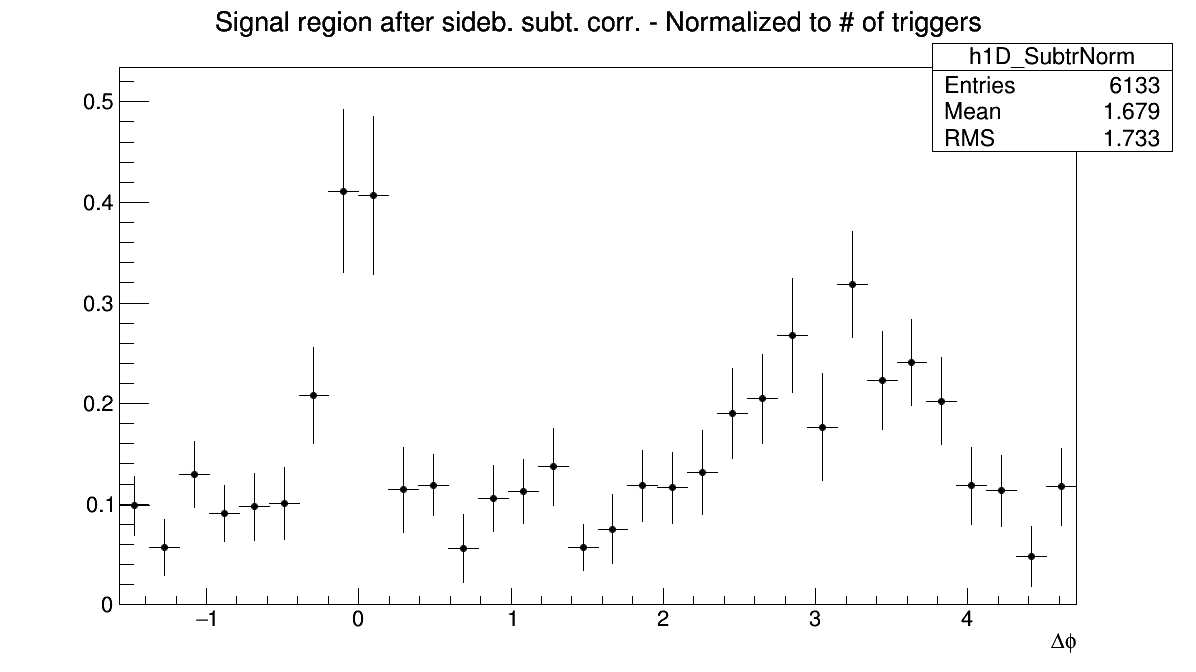 Signal region after sideb. subt. corr. - Normalized to # of triggers
h1D_SubtrNorm
Entries 6133
Mean 1.679
RMS 1.733
0.5
0.4
0.3
0.2
0.1
0
−1 0 1 2 3 4
Δϕ